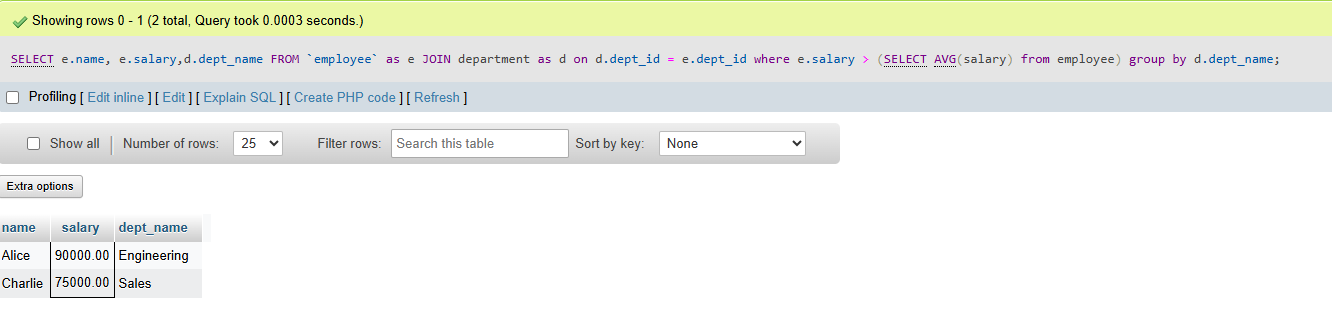 Showing rows 0 - 1 (2 total, Query took 0.0003 seconds.)
SELECT e.name, e.salary,d.dept_name FROM `employee` as e JOIN department as d on d.dept_id = e.dept_id where e.salary > (SELECT AVG(salary) from employee) group by d.dept_name;
Profiling [ Edit inline ] [ Edit ] [ Explain SQL ] [ Create PHP code ] [ Refresh ]
Show all | Number of rows: 25 Filter rows: Search this table Sort by key: None
Extra options
name salary dept_name
Alice 90000.00 Engineering
Charlie 75000.00 Sales